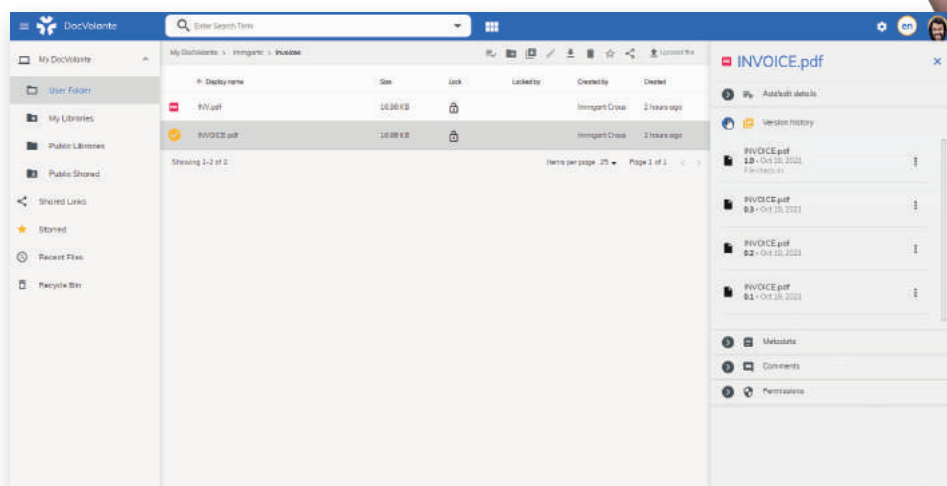 DocVolante
Enter Search Term
en
My DocVolante
User Folder
My Libraries
Public Libraries
Public Shared
Shared Links
Starred
Recent Files
Recycle Bin
My DocVolante > Immgartt > Invoices
Display name Size Lock Locked by Created by Created
INV.pdf 10.98 KB 2 hours ago
INVOICE.pdf 10.98 KB 2 hours ago
Showing 1-2 of 2 Items per page 25 Page 1 of 1
INVOICE.pdf
Add/edit details
Version history
INVOICE.pdf
1.0 - Oct 19, 2021
File check in
INVOICE.pdf
0.3 - Oct 19, 2021
INVOICE.pdf
0.2 - Oct 19, 2021
INVOICE.pdf
0.1 - Oct 19, 2021
Metadata
Comments
Permissions